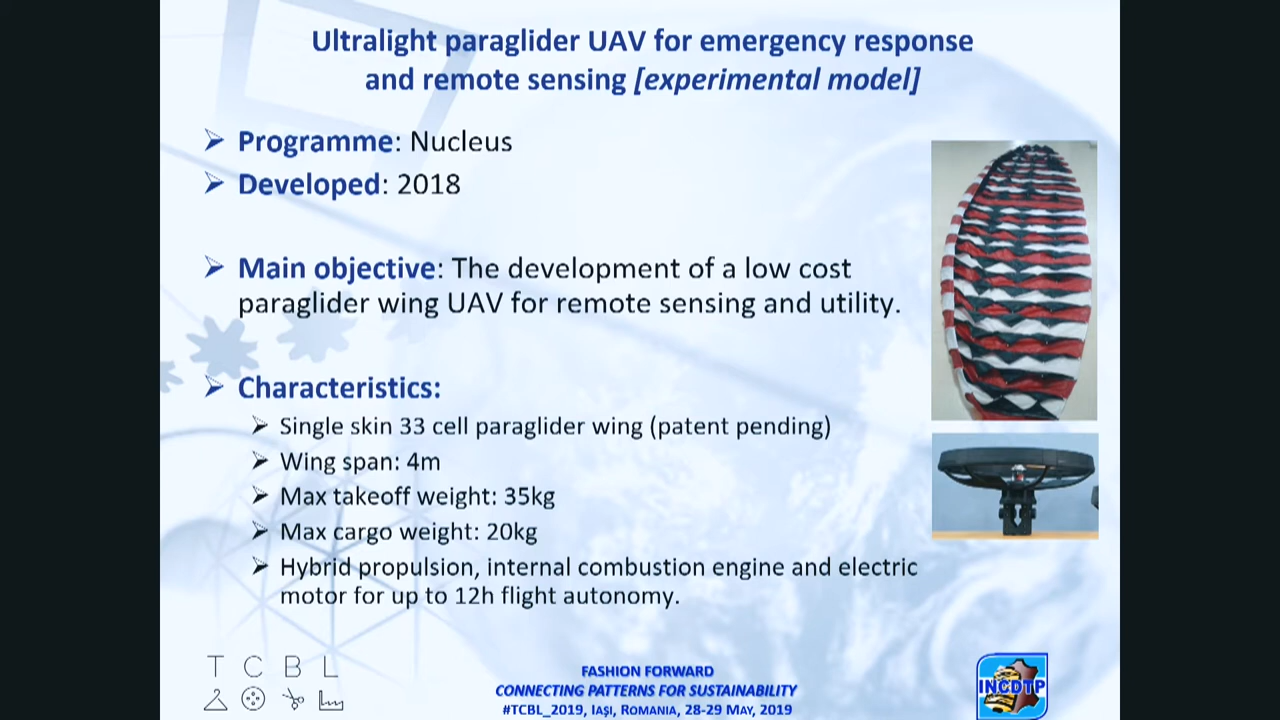 Ultralight paraglider UAV for emergency response
and remote sensing [experimental model]
Programme: Nucleus
Developed: 2018
Main objective: The development of a low cost
paraglider wing UAV for remote sensing and utility.
Characteristics:
Single skin 33 cell paraglider wing (patent pending)
Wing span: 4m
Max takeoff weight: 35kg
Max cargo weight: 20kg
Hybrid propulsion, internal combustion engine and electric
motor for up to 12h flight autonomy.
T C B L
FASHION FORWARD
CONNECTING PATTERNS FOR SUSTAINABILITY
#TCBL_2019, IAȘI, ROMANIA, 28-29 MAY, 2019
INCDTP